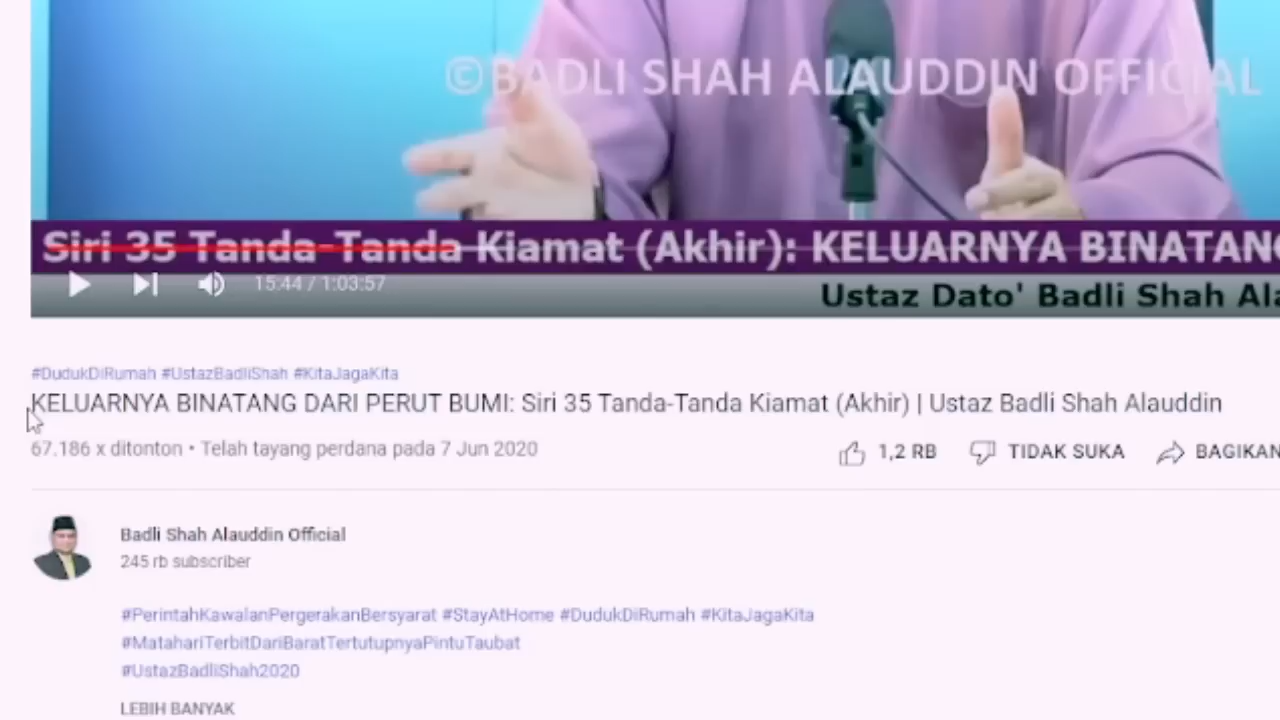 ©BADLI SHAH ALAUDDIN OFFICIAL
Siri 35 Tanda-Tanda Kiamat (Akhir): KELUARNYA BINATANG
15:44 / 1:03:57
Ustaz Dato' Badli Shah
#DudukDiRumah #UstazBadliShah #KitaJagaKita
KELUARNYA BINATANG DARI PERUT BUMI: Siri 35 Tanda-Tanda Kiamat (Akhir) | Ustaz Badli Shah Alauddin
67.186 x ditonton • Telah tayang perdana pada 7 Jun 2020
1,2 RB TIDAK SUKA BAGIKAN
Badli Shah Alauddin Official
245 rb subscriber
#PerintahKawalanPergerakanBersyarat #StayAtHome #DudukDiRumah #KitaJagaKita
#MatahariTerbitDariBaratTertutupnyaPintuTaubat
#UstazBadliShah2020
LEBIH BANYAK